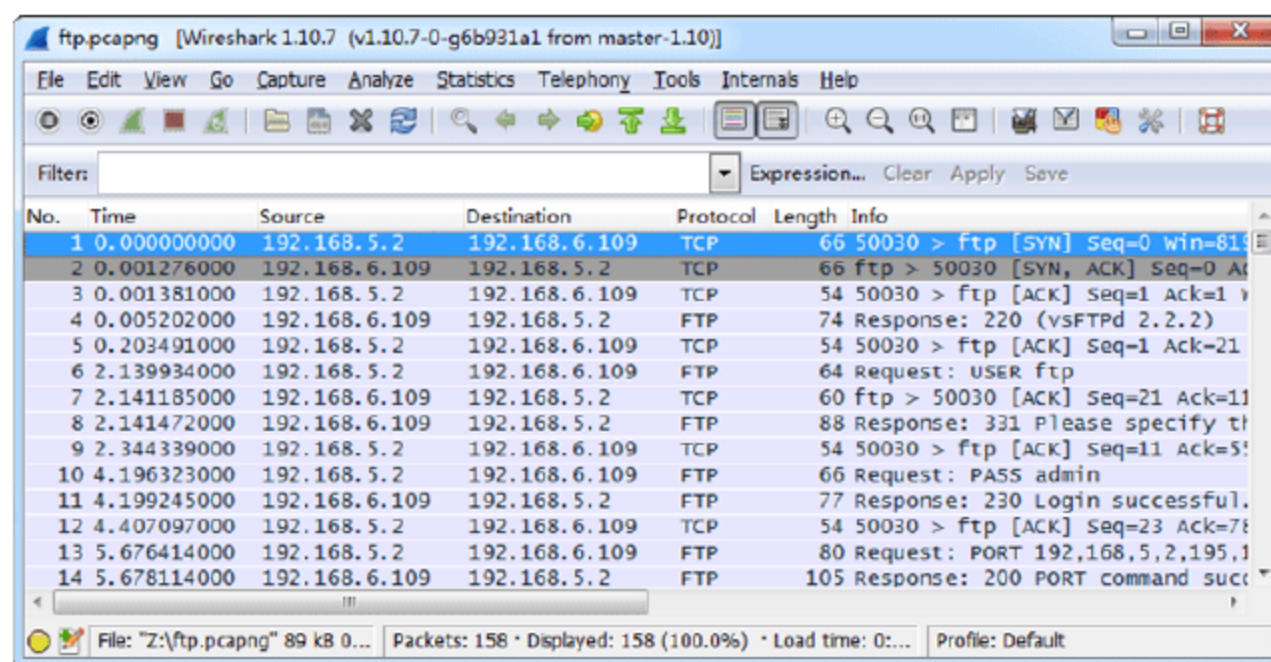 ftp.pcapng [Wireshark 1.10.7 (v1.10.7-0-g6b931a1 from master-1.10)]
File Edit View Go Capture Analyze Statistics Telephony Tools Internals Help
Filter: Expression... Clear Apply Save
No. Time Source Destination Protocol Length Info
1 0.000000000 192.168.5.2 192.168.6.109 TCP 66 50030 > ftp [SYN] Seq=0 Win=819
2 0.001276000 192.168.6.109 192.168.5.2 TCP 66 ftp > 50030 [SYN, ACK] Seq=0 Ac
3 0.001381000 192.168.5.2 192.168.6.109 TCP 54 50030 > ftp [ACK] Seq=1 Ack=1
4 0.005202000 192.168.6.109 192.168.5.2 FTP 74 Response: 220 (vsFTPd 2.2.2)
5 0.203491000 192.168.5.2 192.168.6.109 TCP 54 50030 > ftp [ACK] Seq=1 Ack=21
6 2.139934000 192.168.5.2 192.168.6.109 FTP 64 Request: USER ftp
7 2.141185000 192.168.6.109 192.168.5.2 TCP 60 ftp > 50030 [ACK] Seq=21 Ack=11
8 2.141472000 192.168.6.109 192.168.5.2 FTP 88 Response: 331 Please specify th
9 2.344339000 192.168.5.2 192.168.6.109 TCP 54 50030 > ftp [ACK] Seq=11 Ack=55
10 4.196323000 192.168.5.2 192.168.6.109 FTP 66 Request: PASS admin
11 4.199245000 192.168.6.109 192.168.5.2 FTP 77 Response: 230 Login successful.
12 4.407097000 192.168.5.2 192.168.6.109 TCP 54 50030 > ftp [ACK] Seq=23 Ack=78
13 5.676414000 192.168.5.2 192.168.6.109 FTP 80 Request: PORT 192,168,5,2,195,1
14 5.678114000 192.168.6.109 192.168.5.2 FTP 105 Response: 200 PORT command succ
File: "Z:\ftp.pcapng" 89 kB 0... Packets: 158 · Displayed: 158 (100.0%) · Load time: 0:... Profile: Default